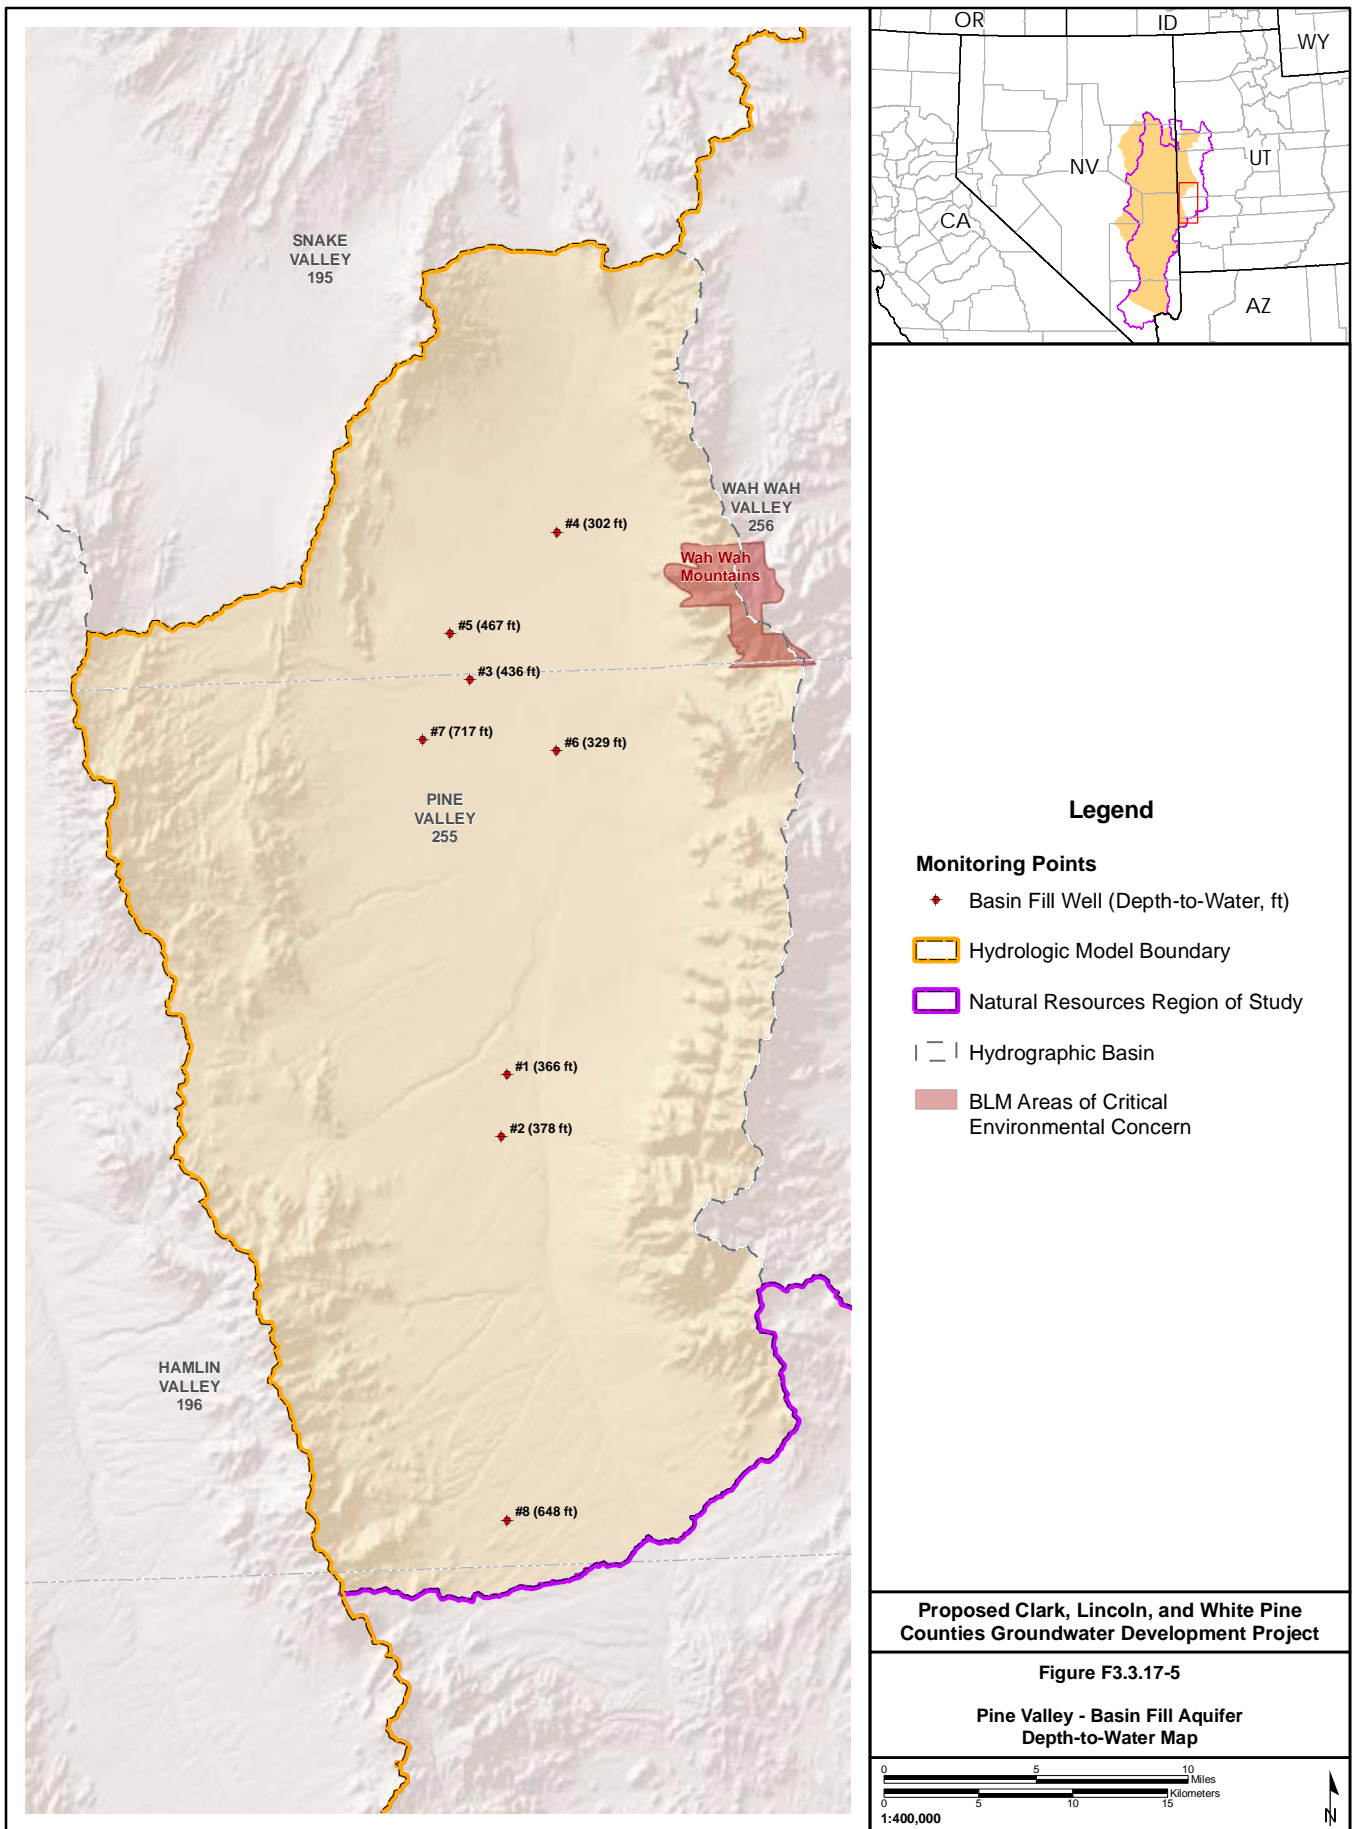 SNAKE
VALLEY
195
WAH WAH
VALLEY
256
#4 (302 ft)
Wah Wah
Mountains
#5 (467 ft)
#3 (436 ft)
#7 (717 ft)
#6 (329 ft)
PINE
VALLEY
255
#1 (366 ft)
#2 (378 ft)
HAMLIN
VALLEY
196
#8 (648 ft)
OR
ID
WY
NV
UT
CA
AZ
Legend
Monitoring Points
Basin Fill Well (Depth-to-Water, ft)
Hydrologic Model Boundary
Natural Resources Region of Study
Hydrographic Basin
BLM Areas of Critical
Environmental Concern
Proposed Clark, Lincoln, and White Pine
Counties Groundwater Development Project
Figure F3.3.17-5
Pine Valley - Basin Fill Aquifer
Depth-to-Water Map
0 5 10
Miles
Kilometers
0 5 10 15
1:400,000
N